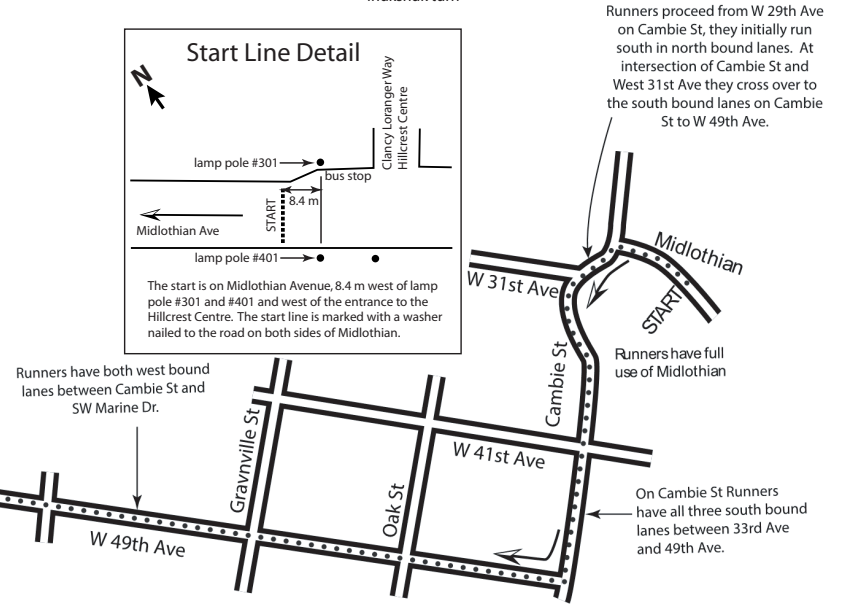 Runners proceed from W 29th Ave
on Cambie St, they initially run
south in north bound lanes. At
intersection of Cambie St and
West 31st Ave they cross over to
the south bound lanes on Cambie
St to W 49th Ave.
Start Line Detail
N
Clancy Loranger Way
Hillcrest Centre
lamp pole #301
bus stop
8.4 m
START
Midlothian Ave
lamp pole #401
The start is on Midlothian Avenue, 8.4 m west of lamp
pole #301 and #401 and west of the entrance to the
Hillcrest Centre. The start line is marked with a washer
nailed to the road on both sides of Midlothian.
Midlothian
W 31st Ave
START
Runners have full
use of Midlothian
Cambie St
Runners have both west bound
lanes between Cambie St and
SW Marine Dr.
Gravnville St
Oak St
W 41st Ave
W 49th Ave
On Cambie St Runners
have all three south bound
lanes between 33rd Ave
and 49th Ave.